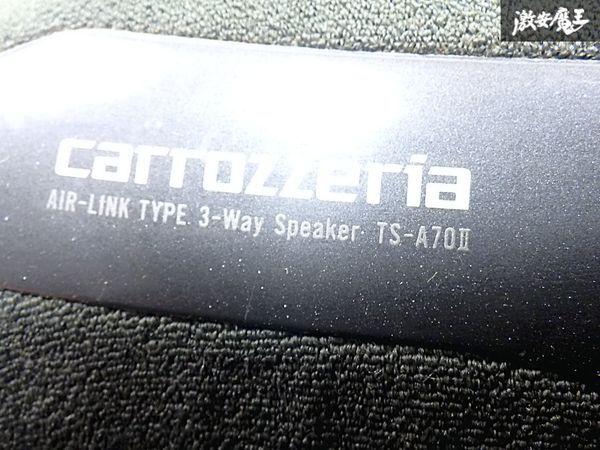 激安魔王
carrozzeria
AIR-LINK TYPE 3-Way Speaker TS-A70Ⅱ